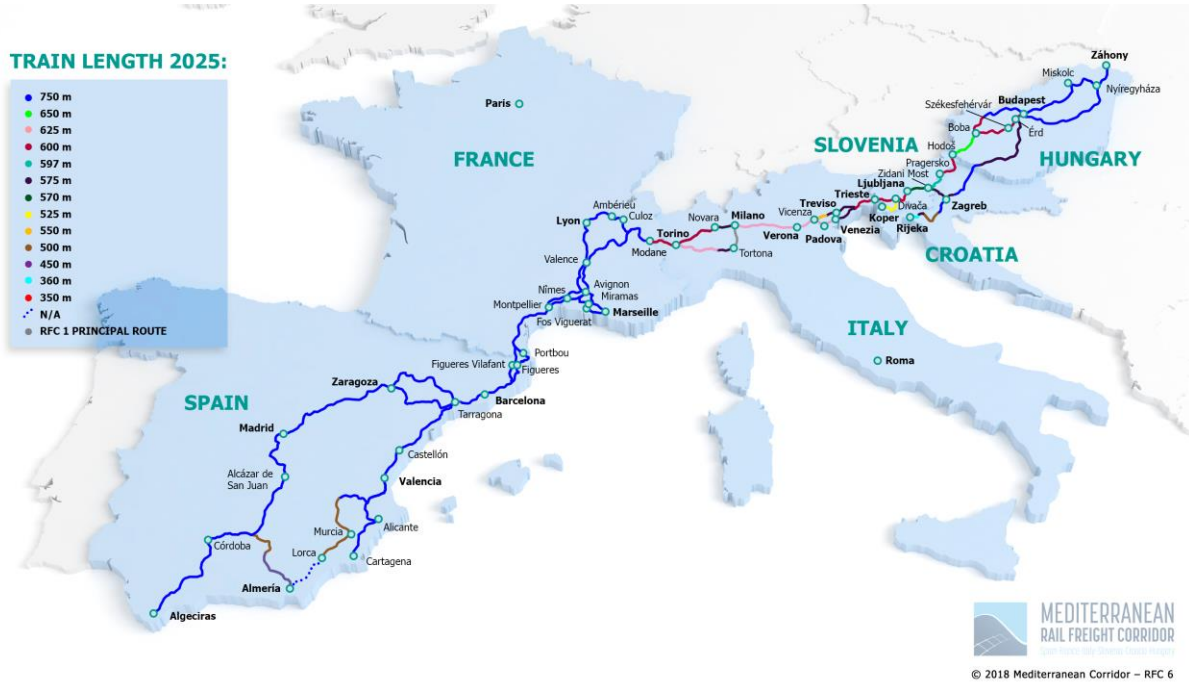 TRAIN LENGTH 2025:
750 m
650 m
625 m
600 m
597 m
575 m
570 m
525 m
550 m
500 m
450 m
360 m
350 m
N/A
RFC 1 PRINCIPAL ROUTE
Paris
FRANCE
Lyon
Ambérieu
Culoz
Valence
Modane
Torino
Novara
Milano
Tortona
Verona
Vicenza
Padova
Treviso
Venezia
Trieste
Koper
Ljubljana
Divača
Rijeka
Zidani Most
Pragersko
Hodoš
Zagreb
SLOVENIA
CROATIA
HUNGARY
Boba
Székesfehérvár
Budapest
Érd
Miskolc
Nyíregyháza
Záhony
ITALY
Roma
Nîmes
Avignon
Miramas
Montpellier
Fos Viguerat
Marseille
Portbou
Figueres Vilafant
Figueres
SPAIN
Zaragoza
Barcelona
Tarragona
Madrid
Castellón
Alcázar de
San Juan
Valencia
Murcia
Alicante
Córdoba
Lorca
Cartagena
Almería
Algeciras
MEDITERRANEAN
RAIL FREIGHT CORRIDOR
© 2018 Mediterranean Corridor – RFC 6